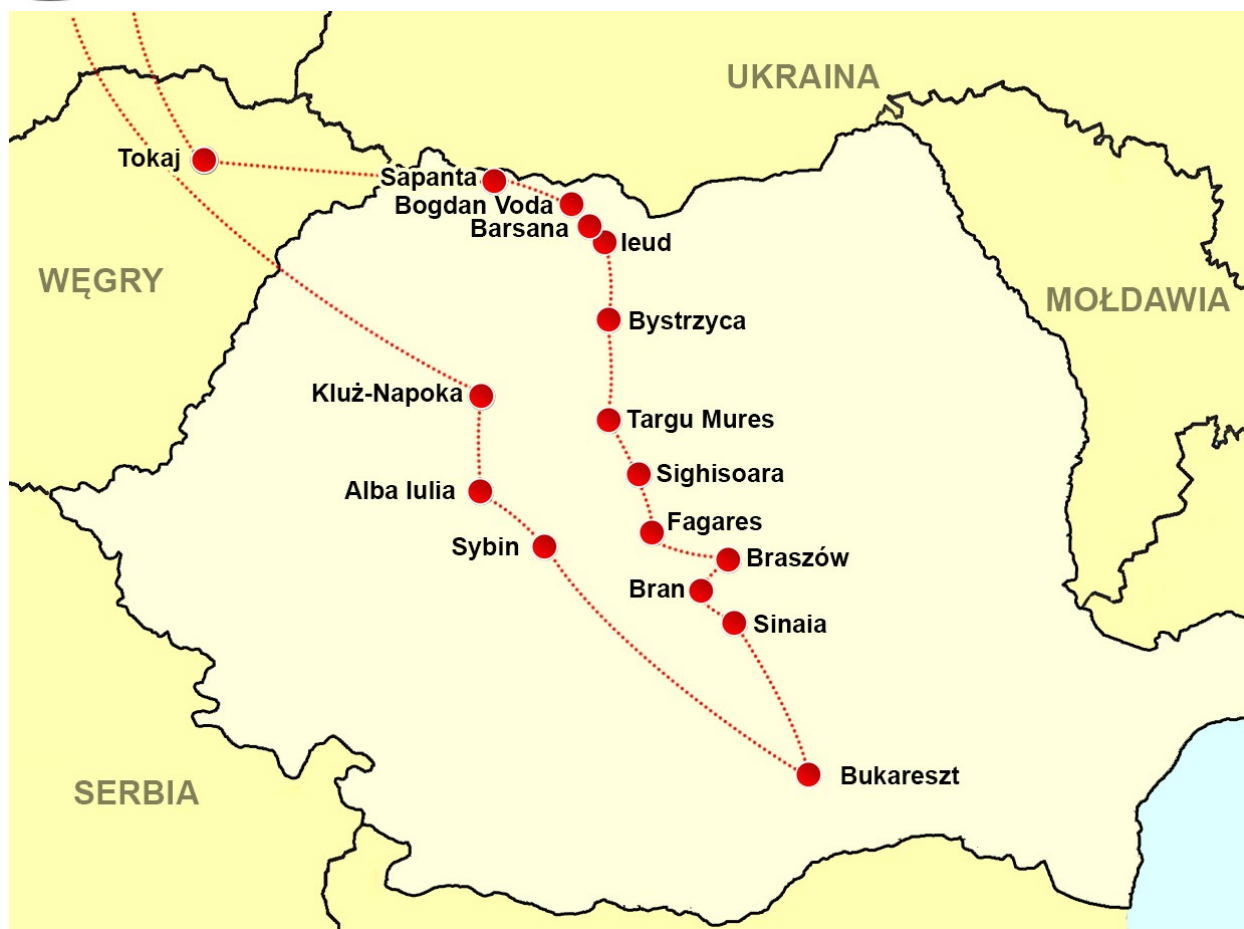 UKRAINA
Tokaj
Sapanta
Bogdan Voda
Barsana
Ieud
WĘGRY
MOŁDAWIA
Bystrzyca
Kluż-Napoka
Targu Mures
Sighisoara
Alba Iulia
Fagares
Sybin
Braszów
Bran
Sinaia
Bukareszt
SERBIA